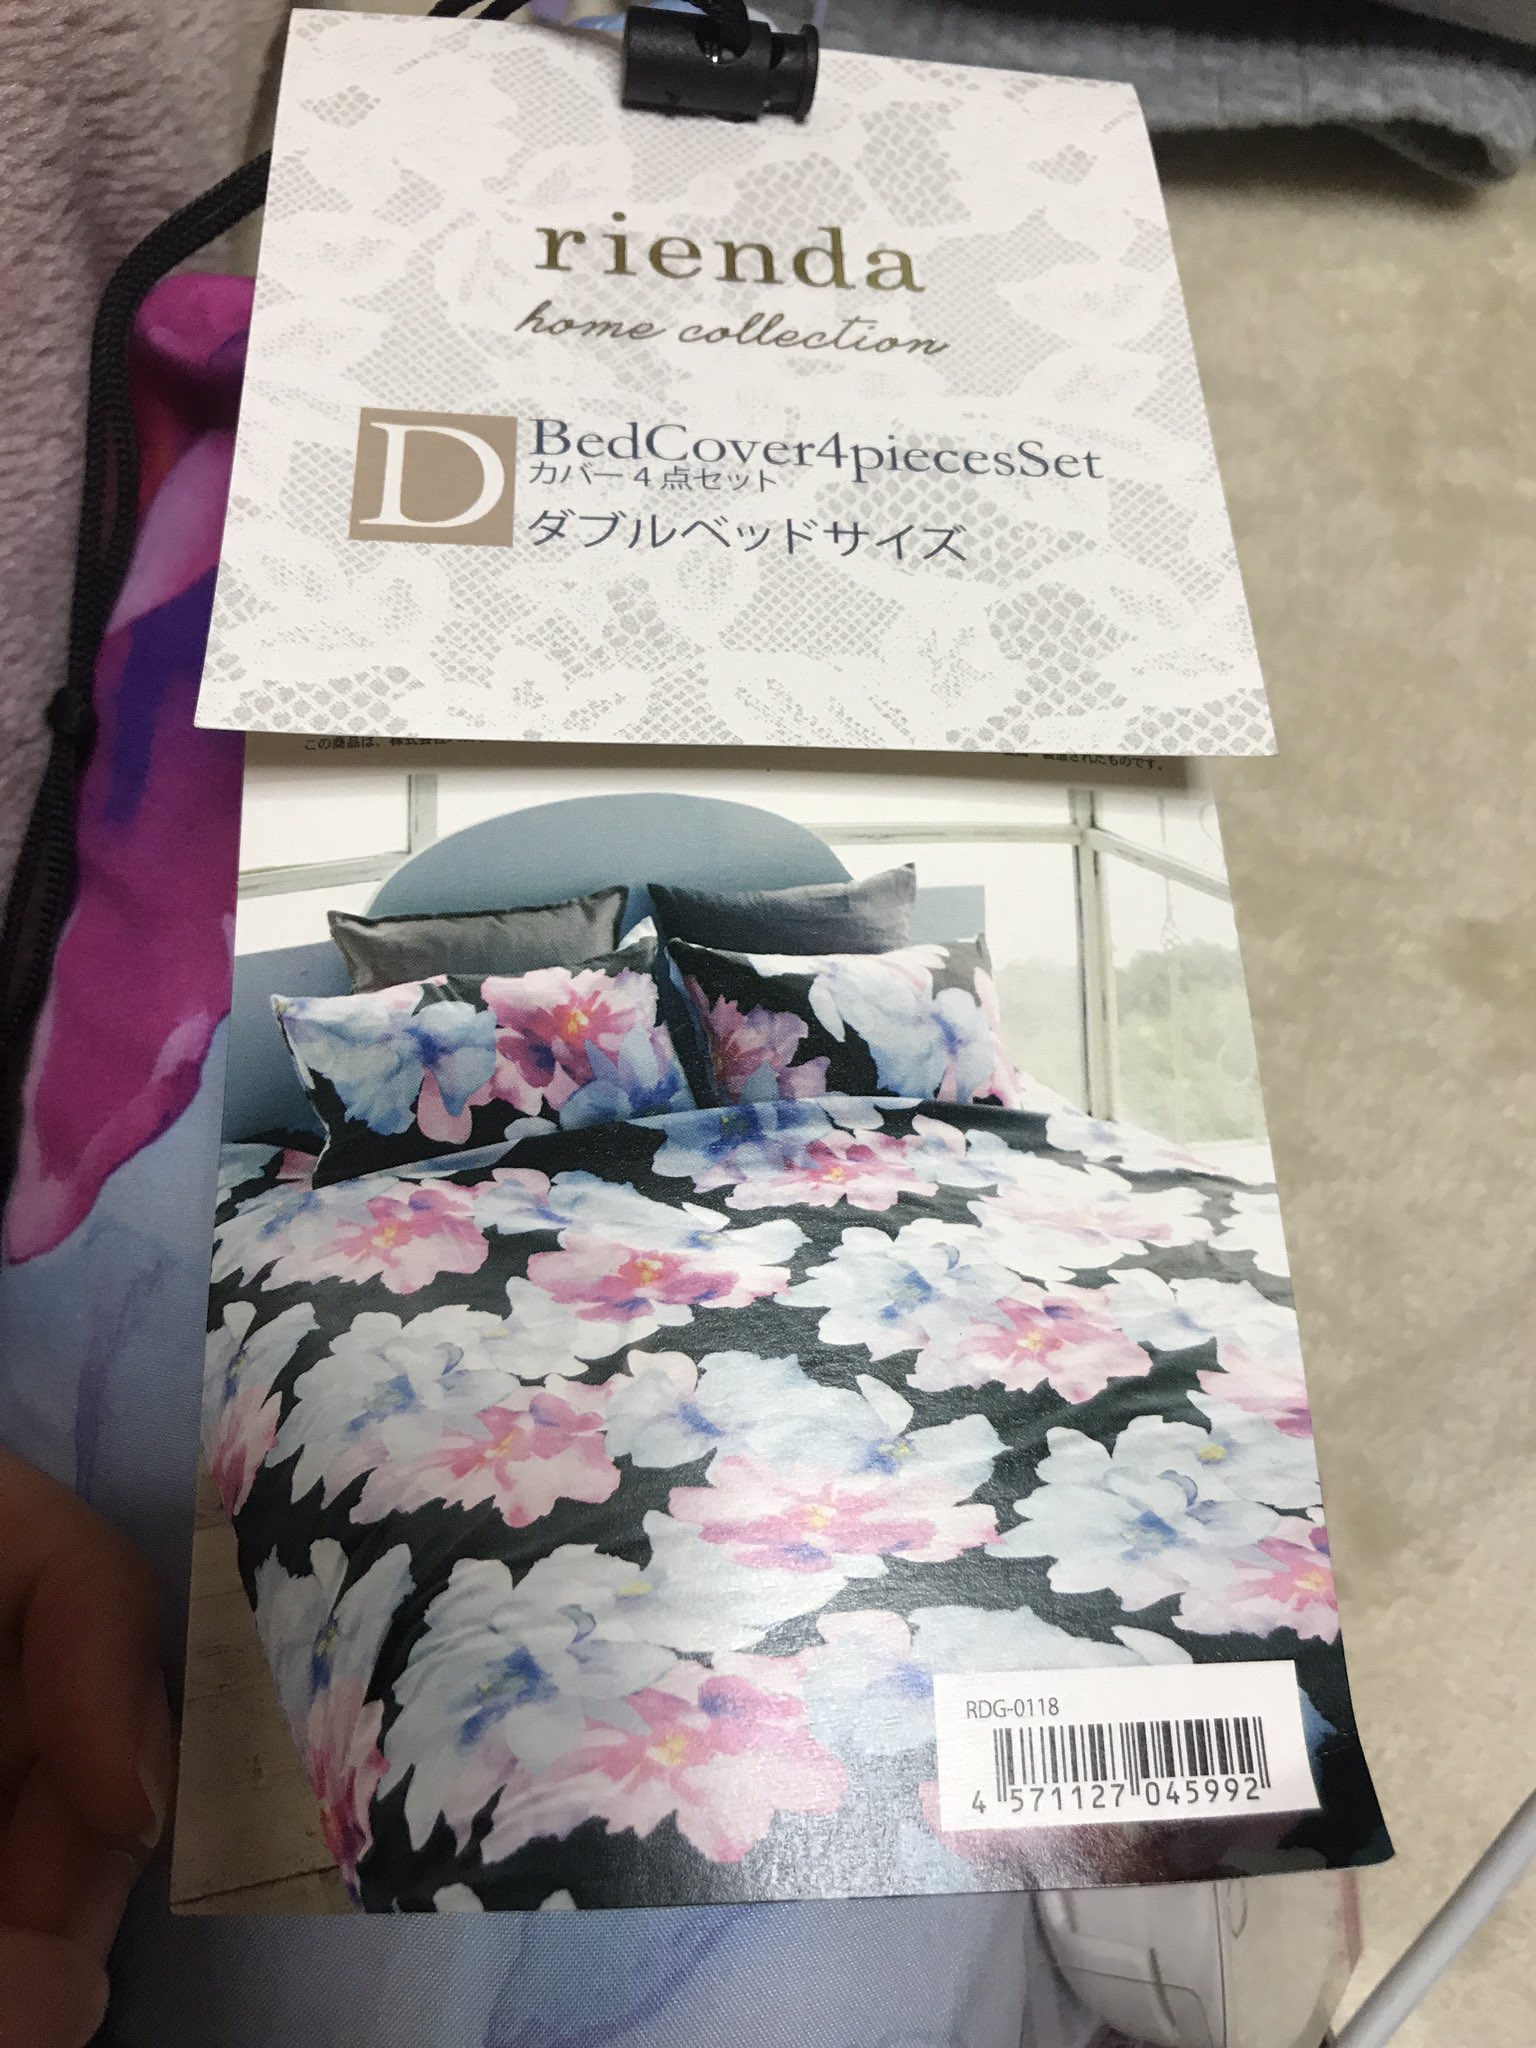 rienda
home collection
D
BedCover4piecesSet
カバー4点セット
ダブルベッドサイズ
この商品は、株式会社
製造されたものです。
RDG-0118
4 571127 045992